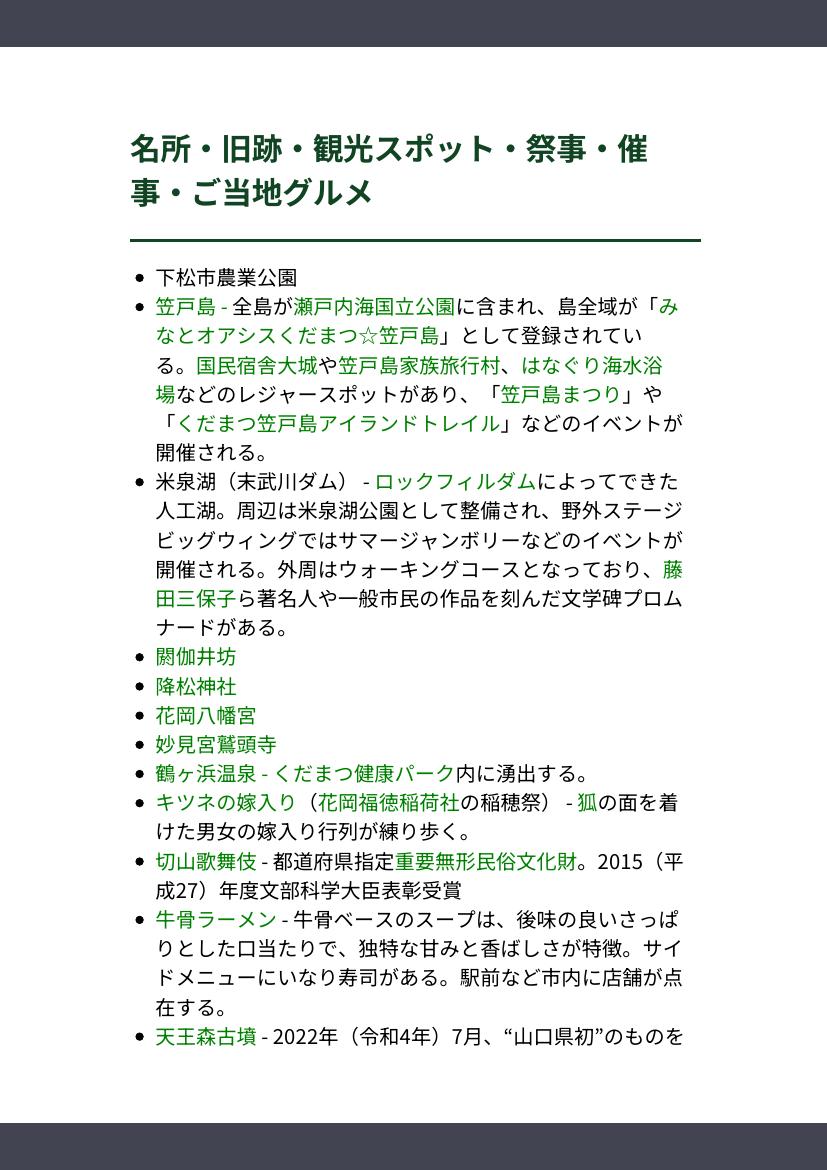 名所・旧跡・観光スポット・祭事・催
事・ご当地グルメ
• 下松市農業公園
• 笠戸島 - 全島が瀬戸内海国立公園に含まれ、島全域が「み
なとオアシスくだまつ☆笠戸島」として登録されてい
る。国民宿舎大城や笠戸島家族旅行村、はなぐり海水浴
場などのレジャースポットがあり、「笠戸島まつり」や
「くだまつ笠戸島アイランドトレイル」などのイベントが
開催される。
• 米泉湖（末武川ダム） - ロックフィルダムによってできた
人工湖。周辺は米泉湖公園として整備され、野外ステージ
ビッグウィングではサマージャンボリーなどのイベントが
開催される。外周はウォーキングコースとなっており、藤
田三保子ら著名人や一般市民の作品を刻んだ文学碑プロム
ナードがある。
• 閼伽井坊
• 降松神社
• 花岡八幡宮
• 妙見宮鷲頭寺
• 鶴ヶ浜温泉 - くだまつ健康パーク内に湧出する。
• キツネの嫁入り（花岡福徳稲荷社の稲穂祭） - 狐の面を着
けた男女の嫁入り行列が練り歩く。
• 切山歌舞伎 - 都道府県指定重要無形民俗文化財。2015（平
成27）年度文部科学大臣表彰受賞
• 牛骨ラーメン - 牛骨ベースのスープは、後味の良いさっぱ
りとした口当たりで、独特な甘みと香ばしさが特徴。サイ
ドメニューにいなり寿司がある。駅前など市内に店舗が点
在する。
• 天王森古墳 - 2022年（令和4年）7月、“山口県初”のものを